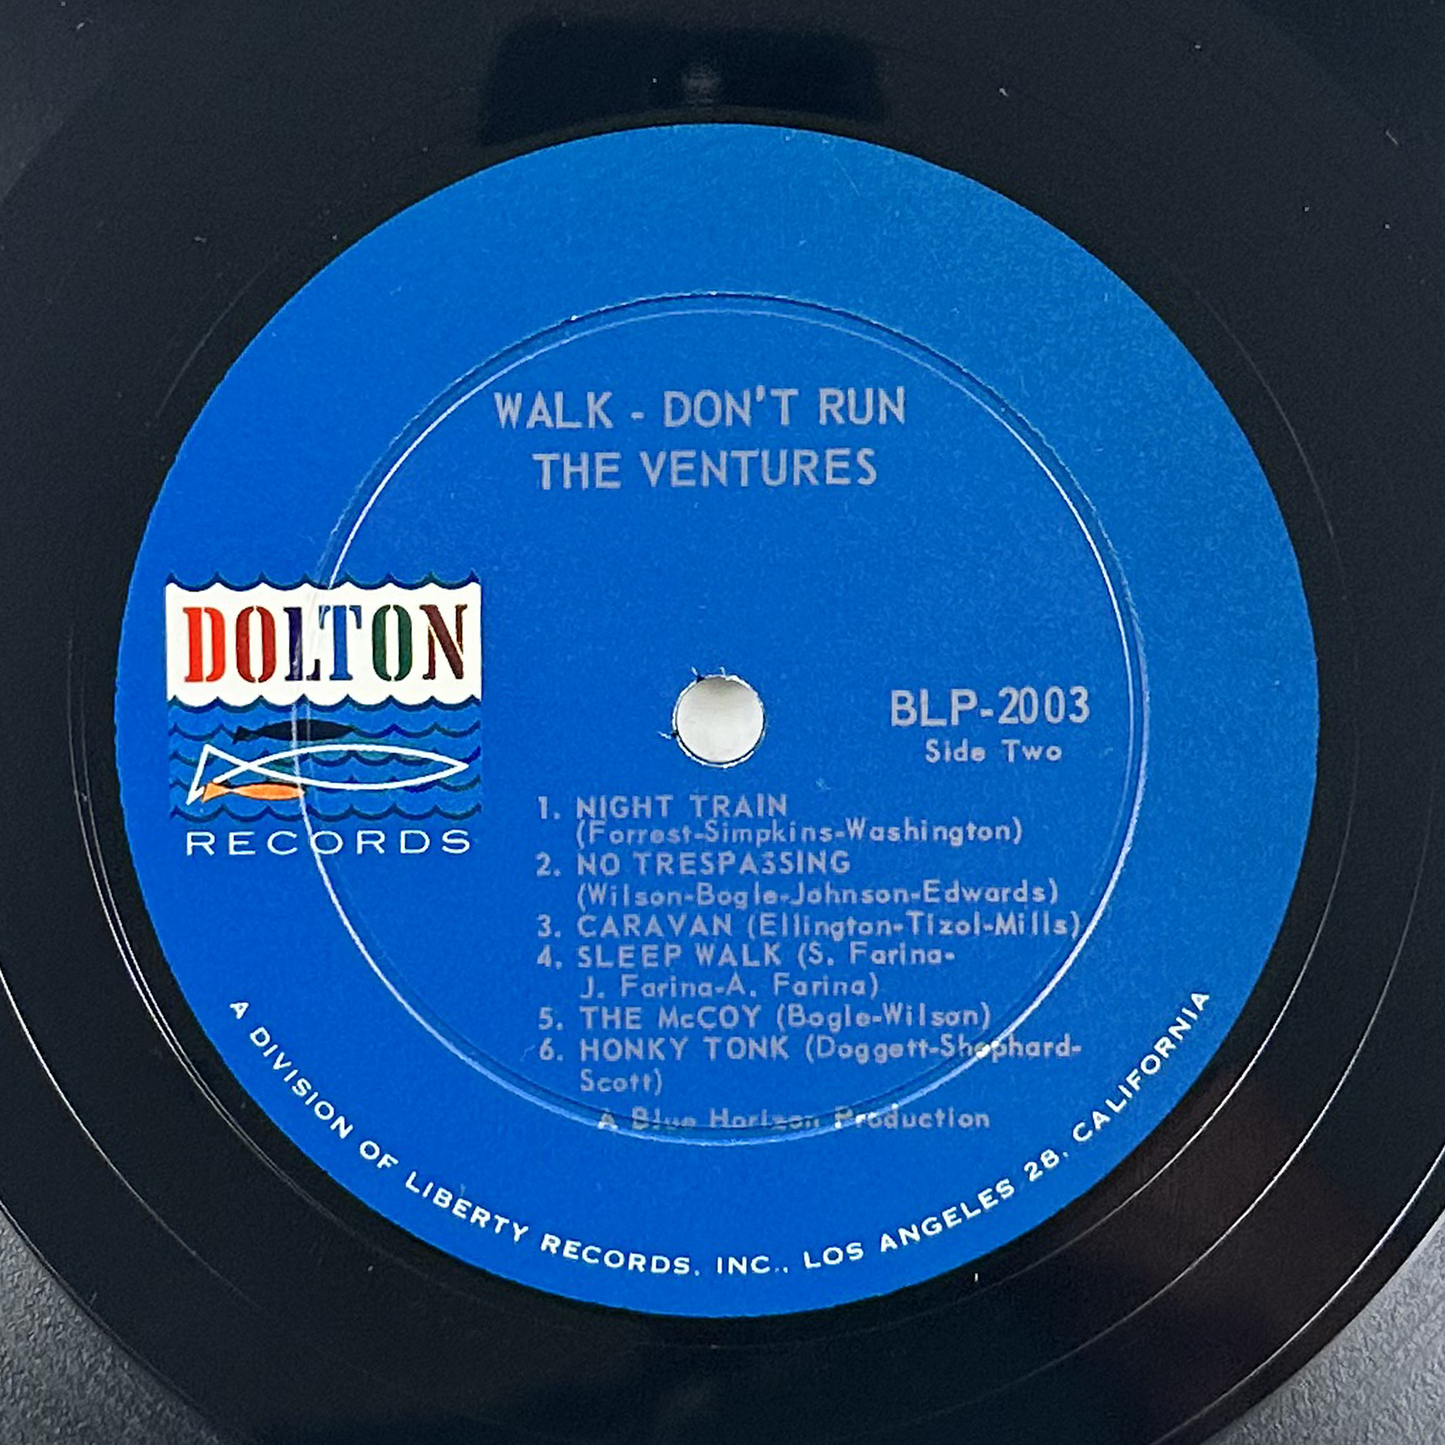 WALK - DON'T RUN
THE VENTURES
DOLTON
RECORDS
BLP-2003
Side Two
1. NIGHT TRAIN
(Forrest-Simpkins-Washington)
2. NO TRESPASSING
(Wilson-Bogle-Johnson-Edwards)
3. CARAVAN (Ellington-Tizol-Mills)
4. SLEEP WALK (S. Farina-
J. Farina-A. Farina)
5. THE McCOY (Bogle-Wilson)
6. HONKY TONK (Doggett-Shephard-
Scott)
A Blue Horizon Production
A DIVISION OF LIBERTY RECORDS, INC., LOS ANGELES 28, CALIFORNIA